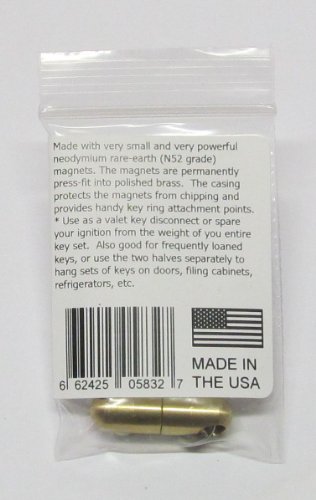 Made with very small and very powerful
neodymium rare-earth (N52 grade)
magnets. The magnets are permanently
press-fit into polished brass. The casing
protects the magnets from chipping and
provides handy key ring attachment points.
* Use as a valet key disconnect or spare
your ignition from the weight of you entire
key set. Also good for frequently loaned
keys, or use the two halves separately to
hang sets of keys on doors, filing cabinets,
refrigerators, etc.
6 62425 05832 7
MADE IN
THE USA